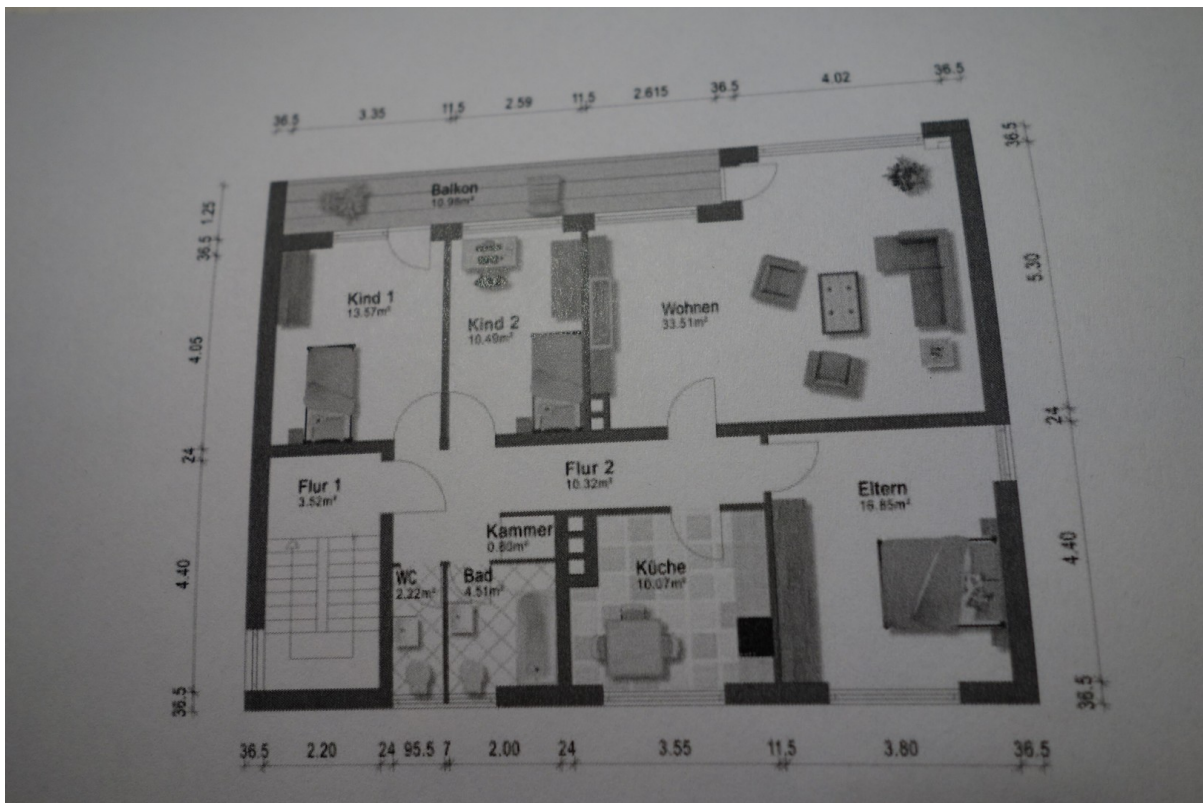 36.5 3.35 11.5 2.59 11.5 2.615 36.5 4.02 36.5
36.5
1.25
36.5
4.05
24
4.40
36.5
Balkon
10.98m²
Kind 1
13.57m²
Kind 2
10.49m²
Wohnen
33.51m²
5.30
24
4.40
36.5
Flur 1
3.52m²
Flur 2
10.32m²
Eltern
16.85m²
Kammer
0.80m²
WC
2.22m²
Bad
4.51m²
Küche
10.07m²
36.5 2.20 24 95.5 7 2.00 24 3.55 11.5 3.80 36.5